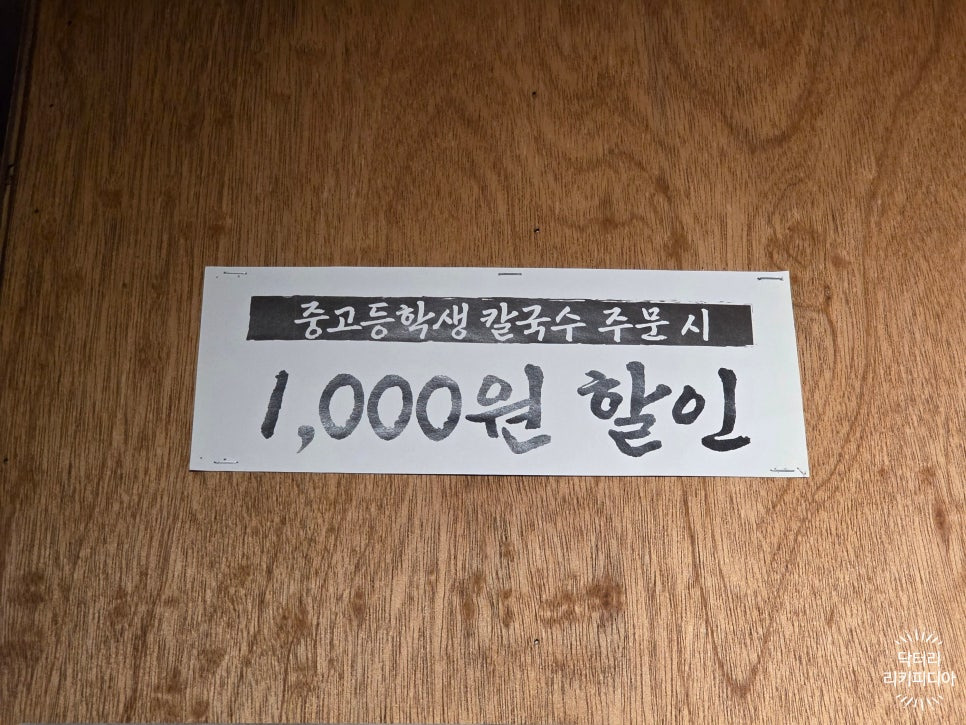 중고등학생 칼국수 주문 시
1,000원 할인
닥터리
리키피디아